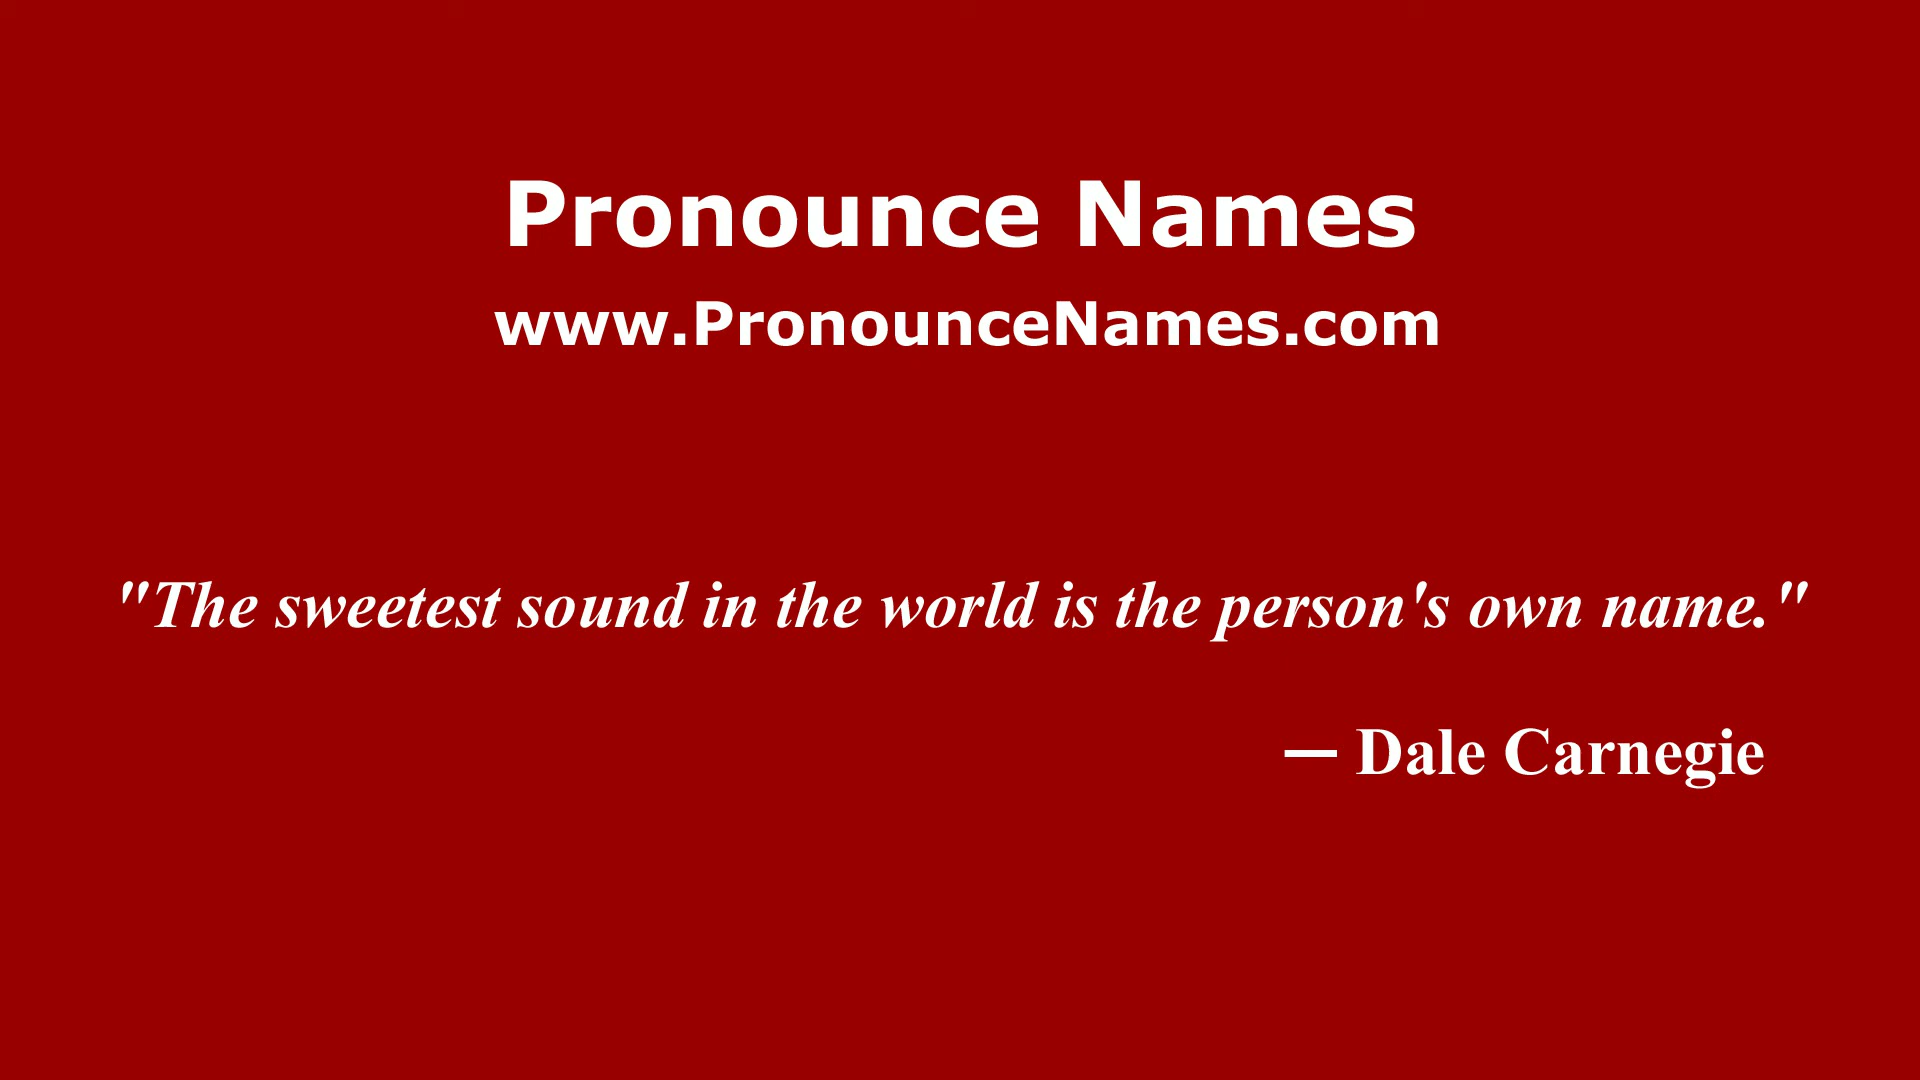 Pronounce Names
www.PronounceNames.com
"The sweetest sound in the world is the person's own name."
— Dale Carnegie